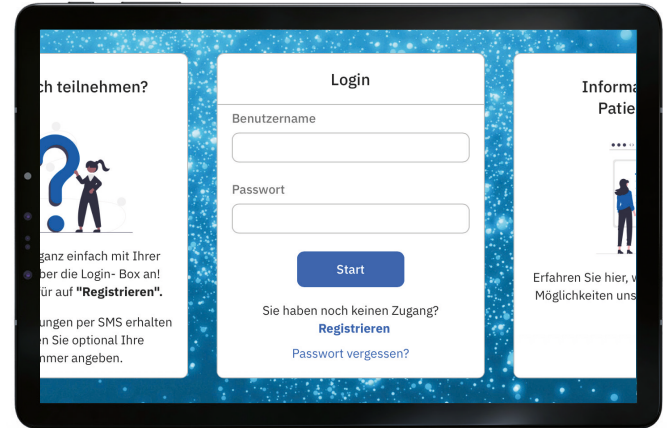 ch teilnehmen?
ganz einfach mit Ihrer
ber die Login- Box an!
für auf "Registrieren".
ungen per SMS erhalten
en Sie optional Ihre
mmer angeben.
Login
Benutzername
Passwort
Start
Sie haben noch keinen Zugang?
Registrieren
Passwort vergessen?
Informa
Patie
Erfahren Sie hier, w
Möglichkeiten uns